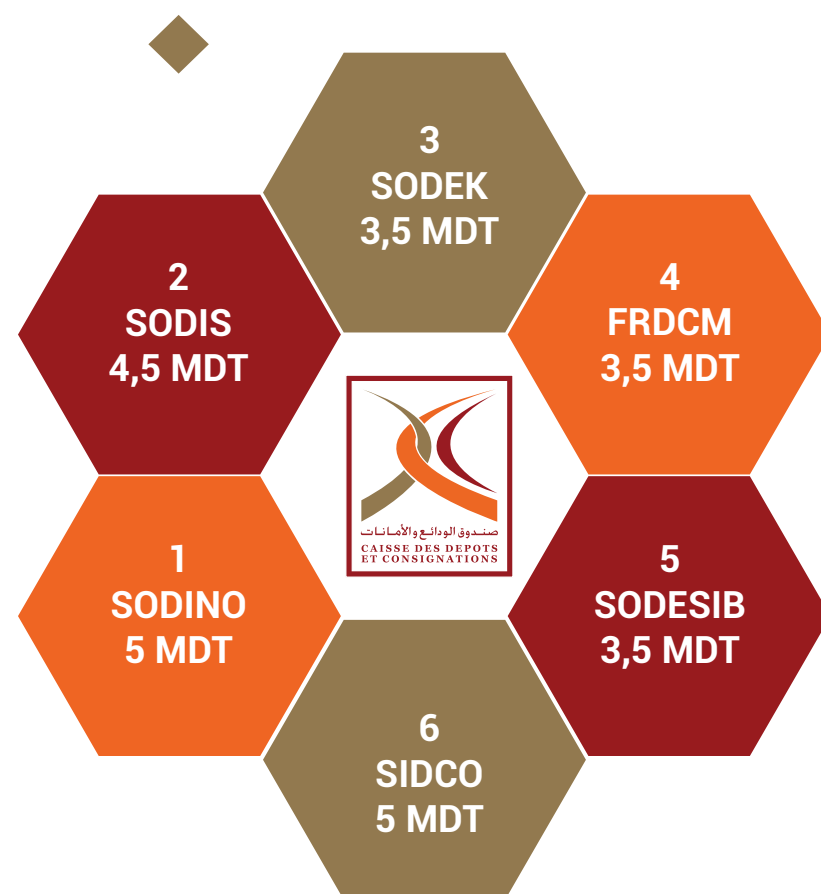 3
SODEK
3,5 MDT
2
SODIS
4,5 MDT
4
FRDCM
3,5 MDT
صندوق الودائع والأمانات
CAISSE DES DEPOTS
ET CONSIGNATIONS
1
SODINO
5 MDT
5
SODESIB
3,5 MDT
6
SIDCO
5 MDT